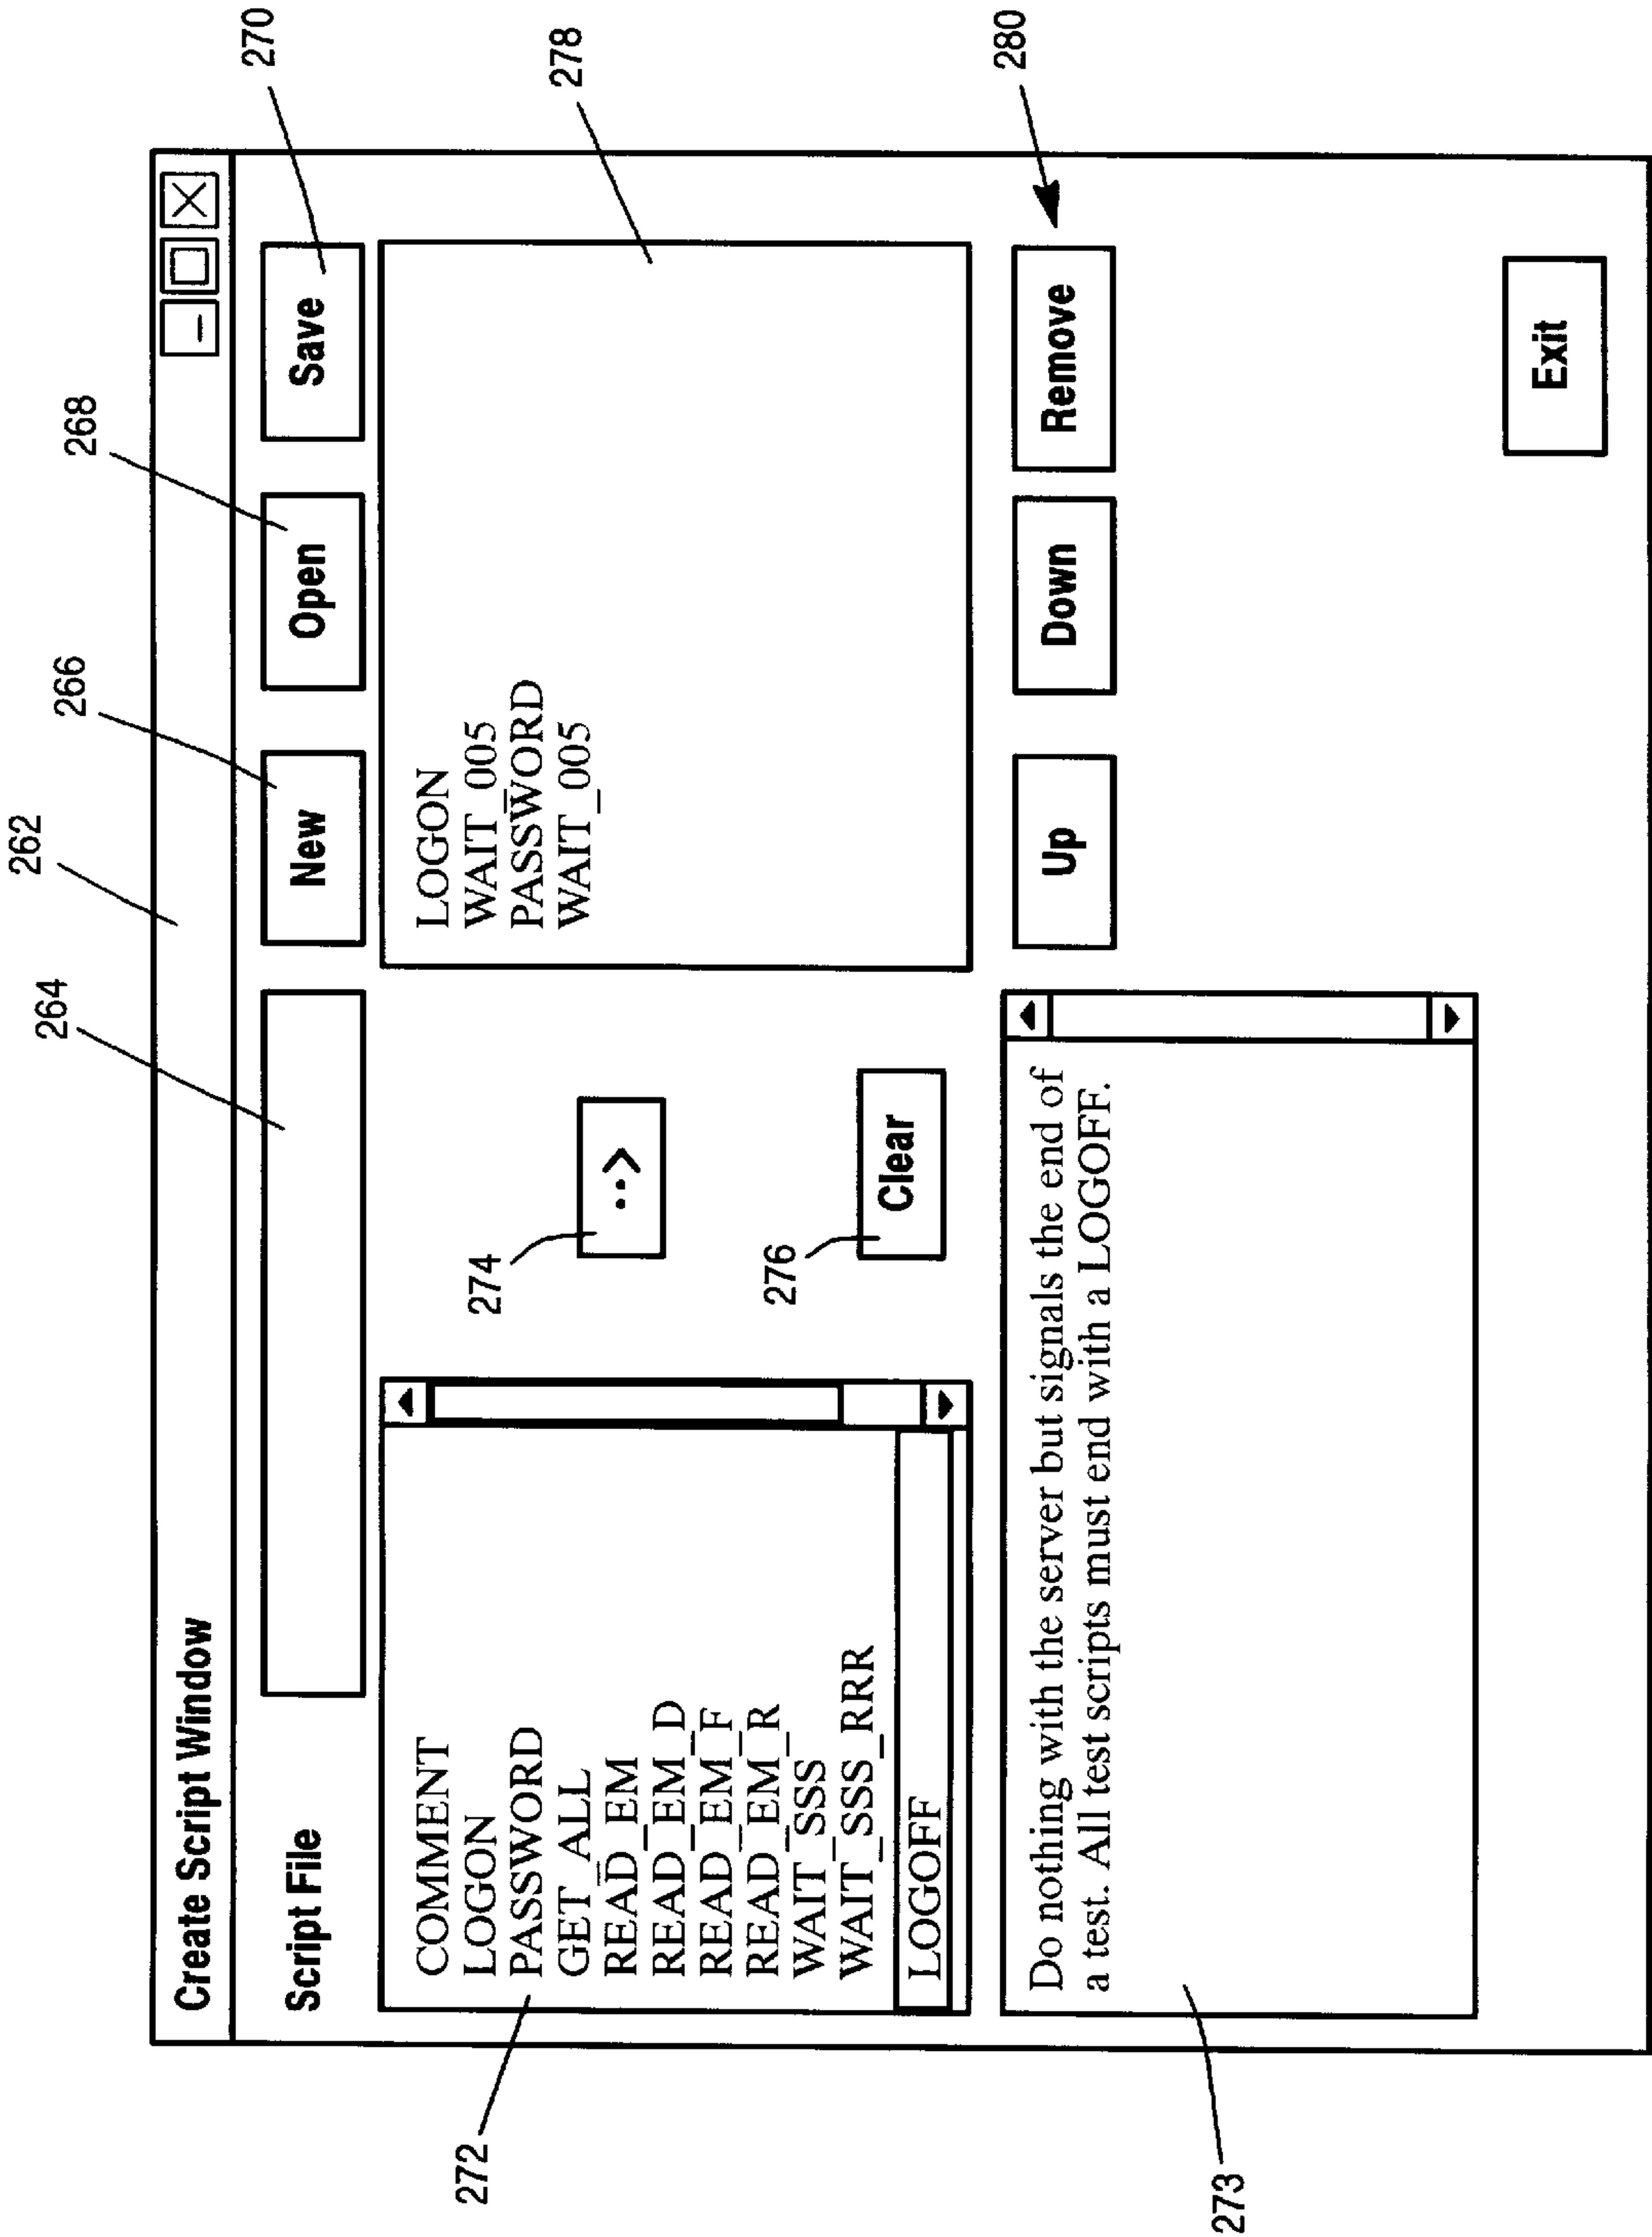 262
264
266
268
270
Create Script Window
Script File
New
Open
Save
272
COMMENT
LOGON
PASSWORD
GET_ALL
READ_EM
READ_EM_D
READ_EM_F
READ_EM_R
WAIT_SSS
WAIT_SSS_RRR
LOGOFF
274
-->
276
Clear
LOGON
WAIT_005
PASSWORD
WAIT_005
278
273
Do nothing with the server but signals the end of
a test. All test scripts must end with a LOGOFF.
Up
Down
Remove
280
Exit